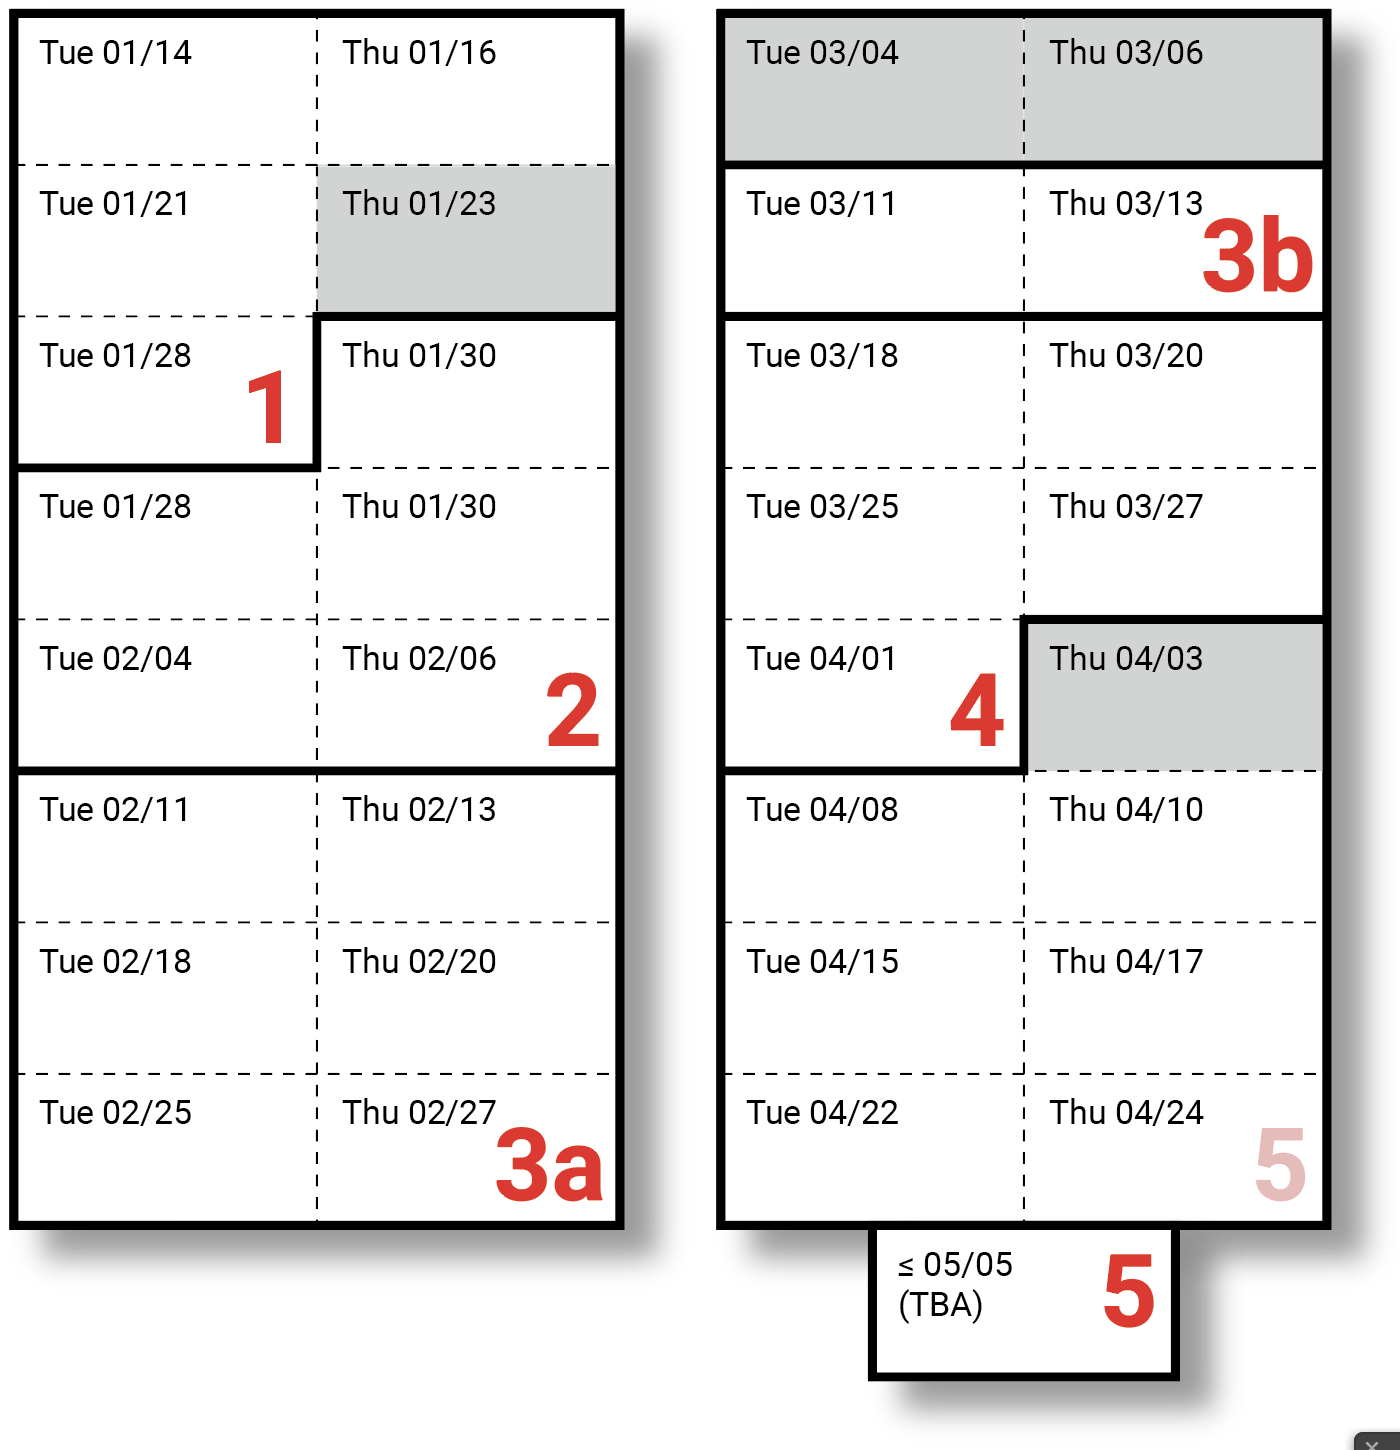 Tue 01/14 Thu 01/16
Tue 01/21 Thu 01/23
Tue 01/28 Thu 01/30
1
Tue 01/28 Thu 01/30
Tue 02/04 Thu 02/06
2
Tue 02/11 Thu 02/13
Tue 02/18 Thu 02/20
Tue 02/25 Thu 02/27
3a
Tue 03/04 Thu 03/06
Tue 03/11 Thu 03/13
3b
Tue 03/18 Thu 03/20
Tue 03/25 Thu 03/27
Tue 04/01 Thu 04/03
4
Tue 04/08 Thu 04/10
Tue 04/15 Thu 04/17
Tue 04/22 Thu 04/24
5
≤ 05/05
(TBA)
5